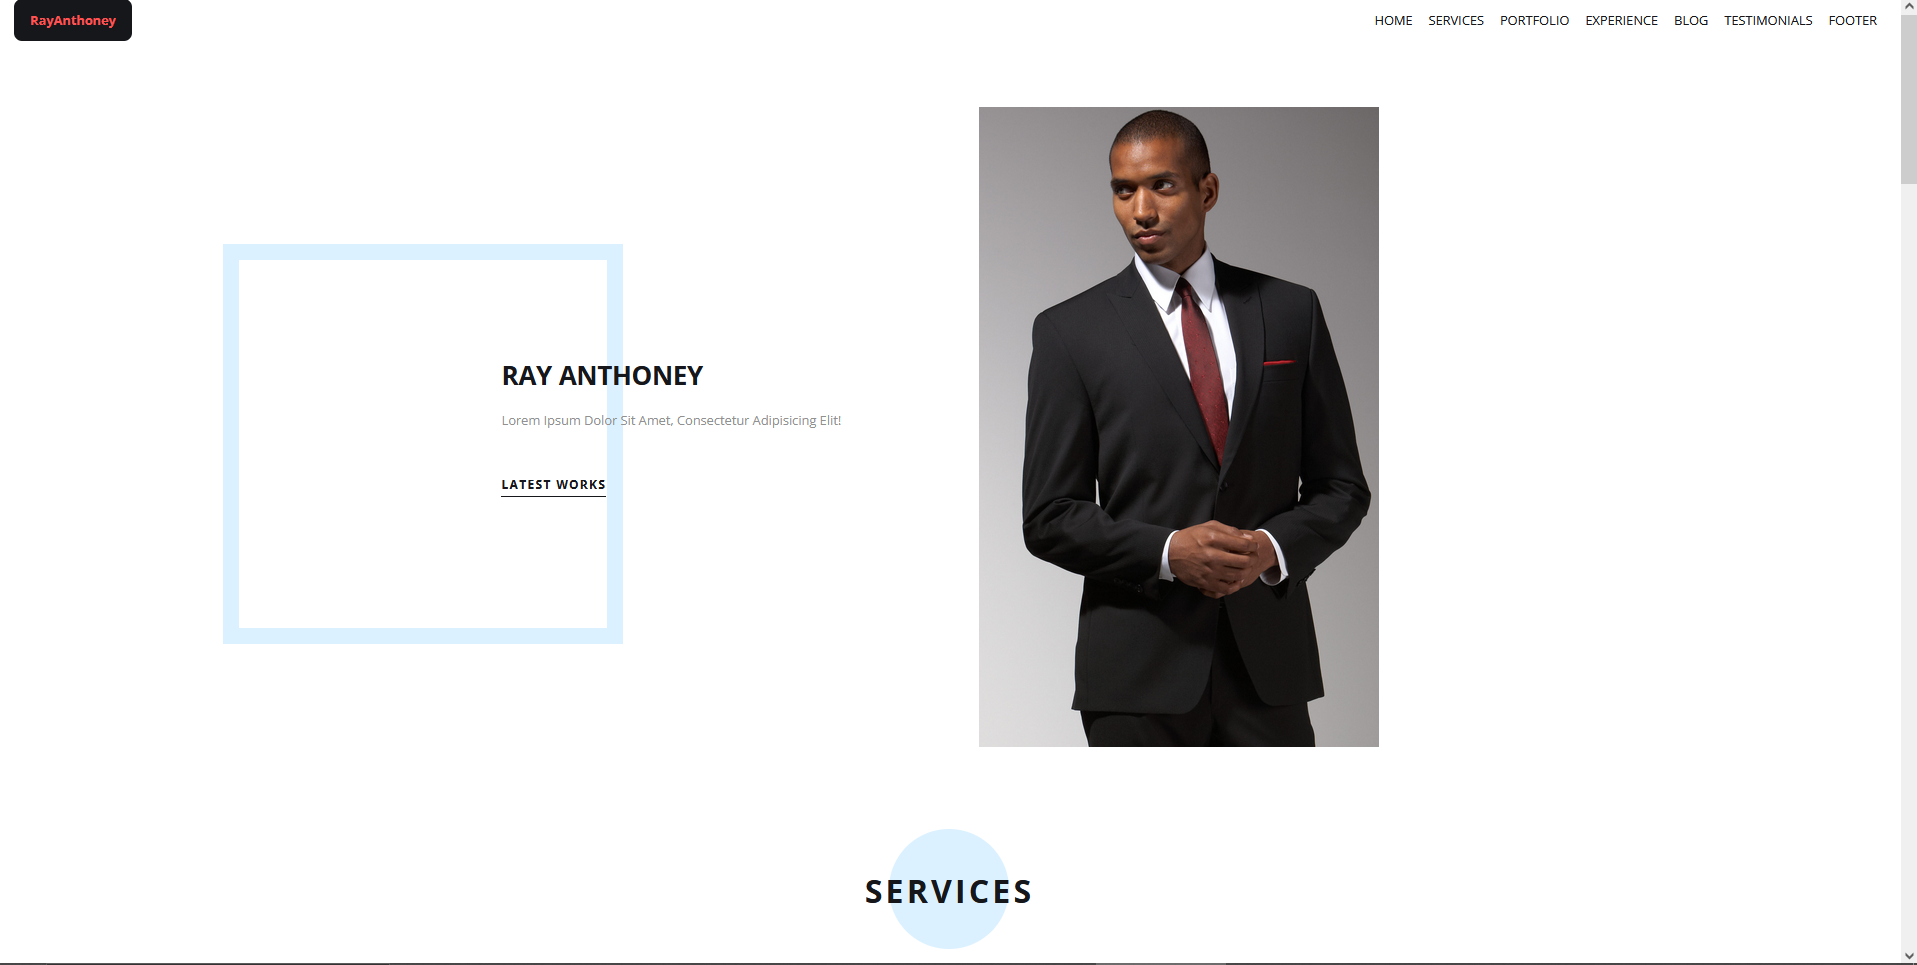 RayAnthoney
HOME SERVICES PORTFOLIO EXPERIENCE BLOG TESTIMONIALS FOOTER
RAY ANTHONEY
Lorem Ipsum Dolor Sit Amet, Consectetur Adipisicing Elit!
LATEST WORKS
SERVICES